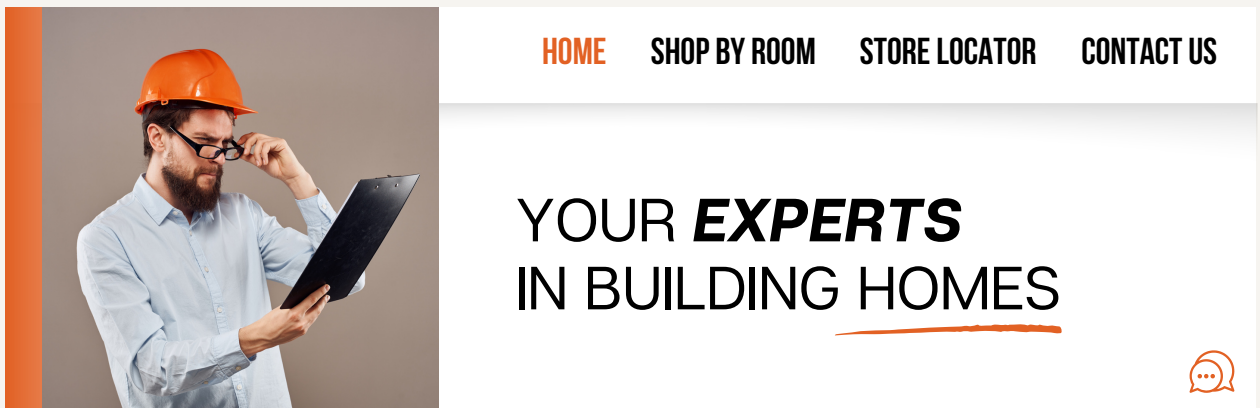 HOME SHOP BY ROOM STORE LOCATOR CONTACT US
YOUR EXPERTS
IN BUILDING HOMES